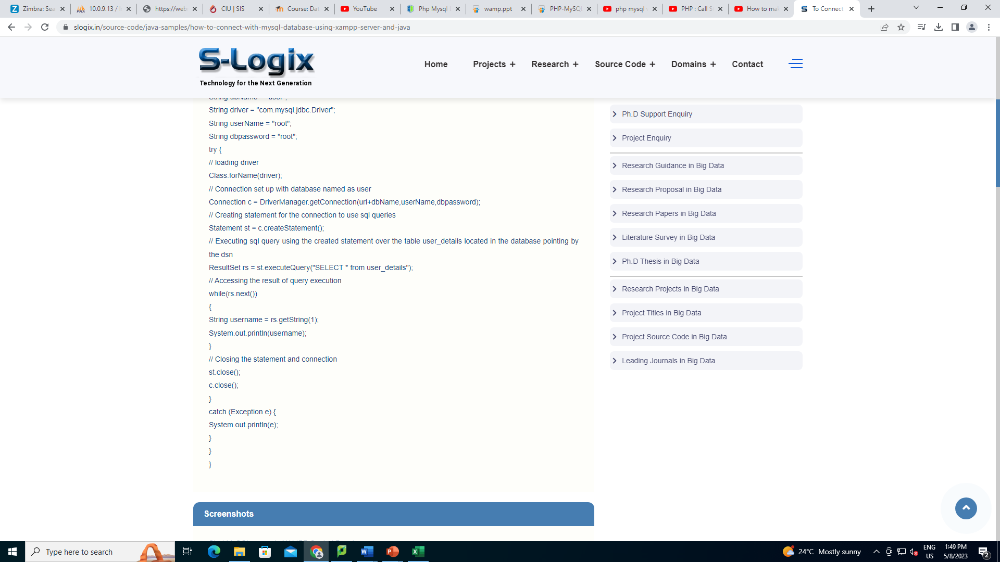 Zimbra: Sea
10.0.9.13 / l
https://web
CIU | SIS
Course: Dat
YouTube
Php Mysql
wamp.ppt
PHP-MySQ
php mysql
PHP : Call S
How to mak
To Connect
slogix.in/source-code/java-samples/how-to-connect-with-mysql-database-using-xampp-server-and-java
S-Logix
Technology for the Next Generation
Home
Projects +
Research +
Source Code +
Domains +
Contact
String driver = "com.mysql.jdbc.Driver";
String userName = "root";
String dbpassword = "root";
try {
// loading driver
Class.forName(driver);
// Connection set up with database named as user
Connection c = DriverManager.getConnection(url+dbName,userName,dbpassword);
// Creating statement for the connection to use sql queries
Statement st = c.createStatement();
// Executing sql query using the created statement over the table user_details located in the database pointing by
the dsn
ResultSet rs = st.executeQuery("SELECT * from user_details");
// Accessing the result of query execution
while(rs.next())
{
String username = rs.getString(1);
System.out.println(username);
}
// Closing the statement and connection
st.close();
c.close();
}
catch (Exception e) {
System.out.println(e);
}
}
}
Screenshots
Ph.D Support Enquiry
Project Enquiry
Research Guidance in Big Data
Research Proposal in Big Data
Research Papers in Big Data
Literature Survey in Big Data
Ph.D Thesis in Big Data
Research Projects in Big Data
Project Titles in Big Data
Project Source Code in Big Data
Leading Journals in Big Data
Type here to search
24°C Mostly sunny
ENG
US
1:49 PM
5/8/2023
2